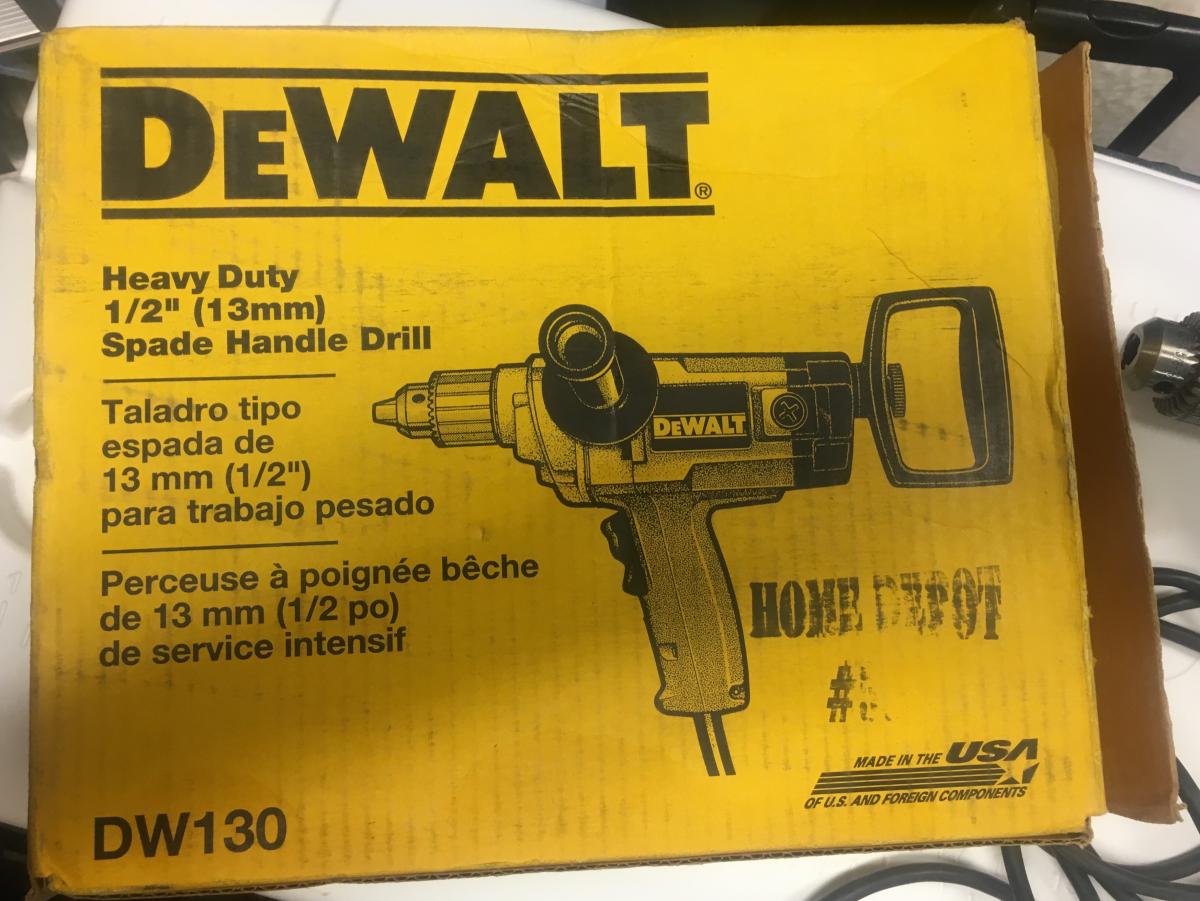 DEWALT®
Heavy Duty
1/2" (13mm)
Spade Handle Drill
Taladro tipo
espada de
13 mm (1/2")
para trabajo pesado
Perceuse à poignée bêche
de 13 mm (1/2 po)
de service intensif
DEWALT
HOME DEPOT
#
MADE IN THE USA
OF U.S. AND FOREIGN COMPONENTS
DW130